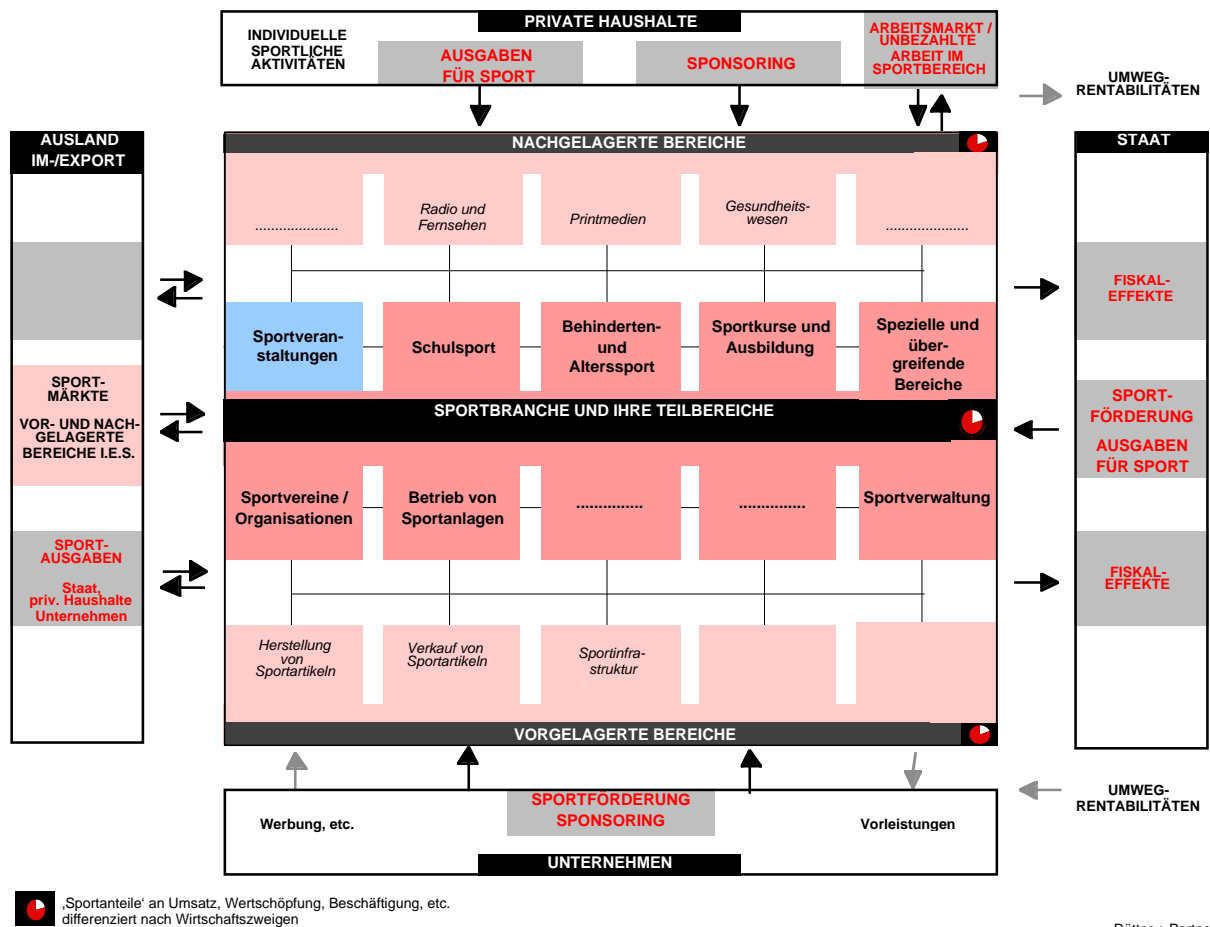 PRIVATE HAUSHALTE
INDIVIDUELLE
SPORTLICHE
AKTIVITÄTEN
AUSGABEN
FÜR SPORT
SPONSORING
ARBEITSMARKT /
UNBEZAHLTE
ARBEIT IM
SPORTBEREICH
UMWEG-
RENTABILITÄTEN
AUSLAND
IM-/EXPORT
NACHGELAGERTE BEREICHE
STAAT
.....................
Radio und
Fernsehen
Printmedien
Gesundheits-
wesen
.....................
FISKAL-
EFFEKTE
Sportveran-
staltungen
Schulsport
Behinderten-
und
Alterssport
Sportkurse und
Ausbildung
Spezielle und
über-
greifende
Bereiche
SPORT-
MÄRKTE
VOR- UND NACH-
GELAGERTE
BEREICHE I.E.S.
SPORTBRANCHE UND IHRE TEILBEREICHE
SPORT-
FÖRDERUNG
AUSGABEN
FÜR SPORT
Sportvereine /
Organisationen
Betrieb von
Sportanlagen
...............
...............
Sportverwaltung
SPORT-
AUSGABEN
Staat,
priv. Haushalte
Unternehmen
FISKAL-
EFFEKTE
Herstellung
von
Sportartikeln
Verkauf von
Sportartikeln
Sportinfra-
struktur
VORGELAGERTE BEREICHE
SPORTFÖRDERUNG
SPONSORING
Werbung, etc.
Vorleistungen
UMWEG-
RENTABILITÄTEN
UNTERNEHMEN
‚Sportanteile‘ an Umsatz, Wertschöpfung, Beschäftigung, etc.
differenziert nach Wirtschaftszweigen